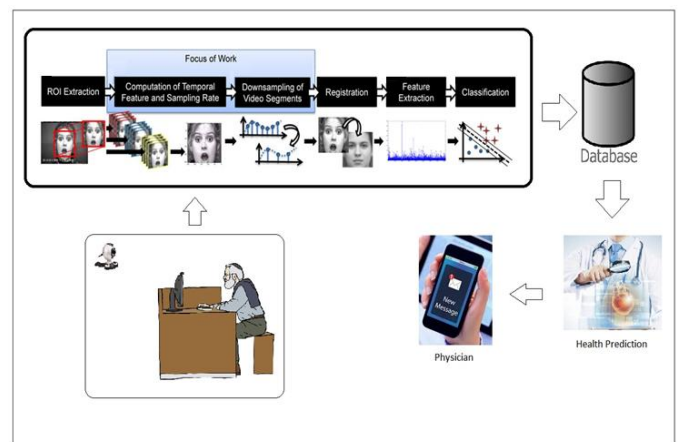 Focus of Work
ROI Extraction
Computation of Temporal
Feature and Sampling Rate
Downsampling of
Video Segments
Registration
Feature
Extraction
Classification
Database
New
Message
Physician
Health Prediction